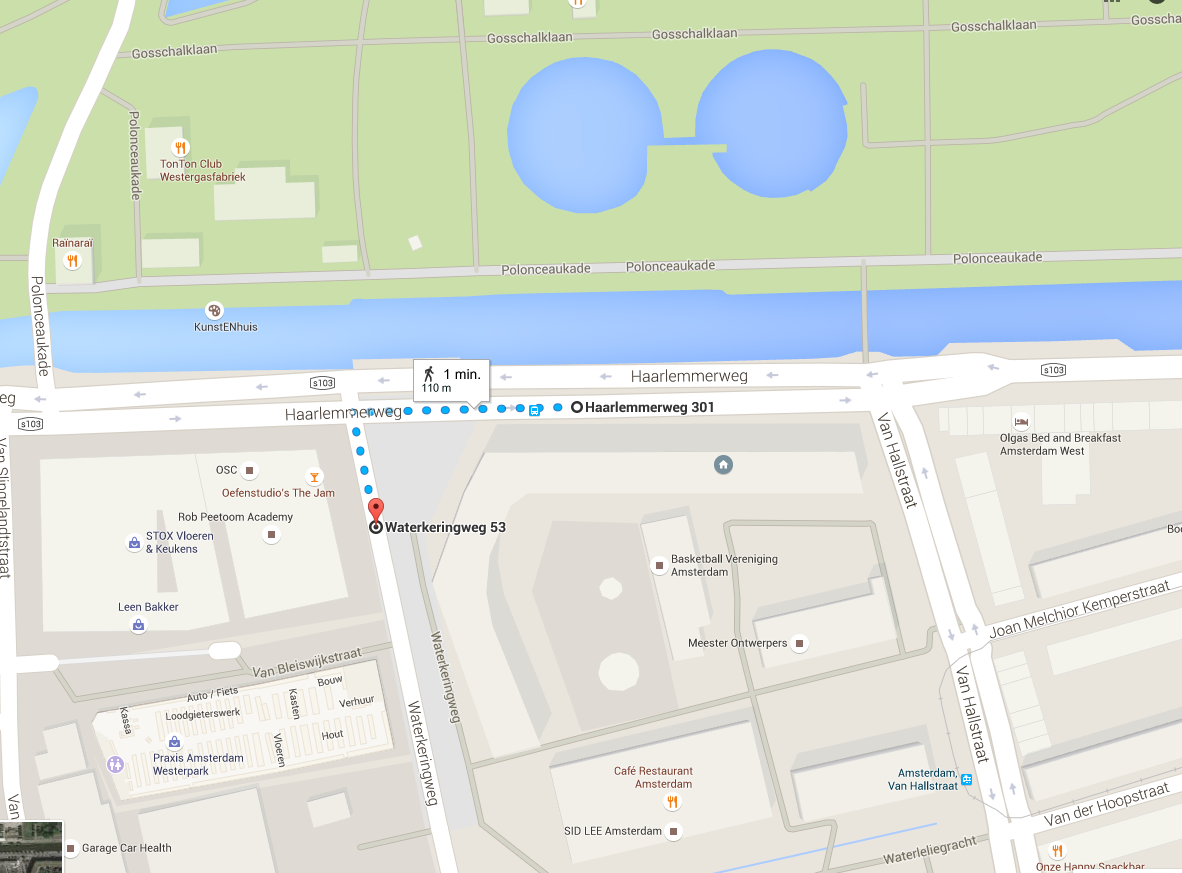 Gosschalklaan
Gosschalklaan
Gosschalklaan
Gosschalklaan
Gosscha
Polonceaukade
TonTon Club
Westergasfabriek
Raïnaraï
Polonceaukade
Polonceaukade
Polonceaukade
Polonceaukade
KunstENhuis
1 min.
110 m
s103
s103
s103
Haarlemmerweg
eg
Haarlemmerweg
Haarlemmerweg 301
Van Hallstraat
Olgas Bed and Breakfast
Amsterdam West
Van Slingelandtstraat
OSC
Oefenstudio's The Jam
Rob Peetoom Academy
STOX Vloeren
& Keukens
Waterkeringweg 53
Basketball Vereniging
Amsterdam
Boo
Leen Bakker
Joan Melchior Kemperstraat
Meester Ontwerpers
Van Bleiswijkstraat
Waterkeringweg
Auto / Fiets
Bouw
Kassa
Loodgieterswerk
Kasten
Verhuur
Vloeren
Hout
Praxis Amsterdam
Westerpark
Waterkeringweg
Van Hallstraat
Café Restaurant
Amsterdam
Amsterdam,
Van Hallstraat
Van
Van der Hoopstraat
SID LEE Amsterdam
Garage Car Health
Waterleliegracht
Onze Happy Snackbar